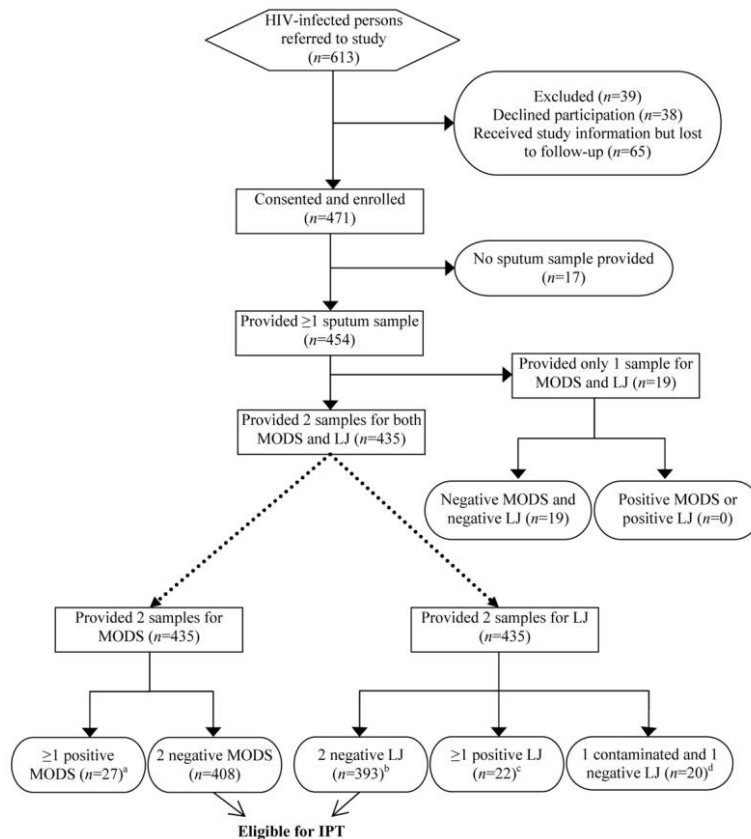 HIV-infected persons
referred to study
(n=613)
Excluded (n=39)
Declined participation (n=38)
Received study information but lost
to follow-up (n=65)
Consented and enrolled
(n=471)
No sputum sample provided
(n=17)
Provided ≥1 sputum sample
(n=454)
Provided only 1 sample for
MODS and LJ (n=19)
Provided 2 samples for both
MODS and LJ (n=435)
Negative MODS and
negative LJ (n=19)
Positive MODS or
positive LJ (n=0)
Provided 2 samples for
MODS (n=435)
Provided 2 samples for LJ
(n=435)
≥1 positive
MODS (n=27)a
2 negative MODS
(n=408)
2 negative LJ
(n=393)b
≥1 positive LJ
(n=22)c
1 contaminated and 1
negative LJ (n=20)d
Eligible for IPT